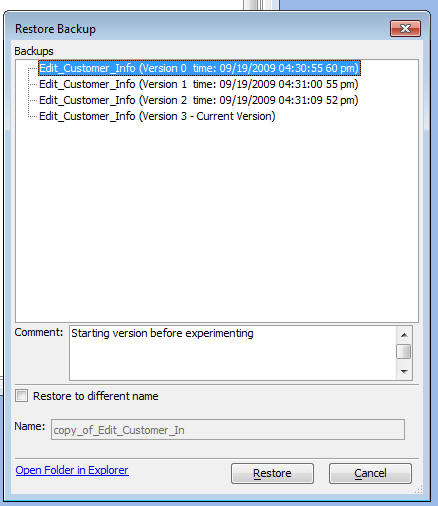 Restore Backup
Backups
Edit_Customer_Info (Version 0  time: 09/19/2009 04:30:55 60 pm)
Edit_Customer_Info (Version 1  time: 09/19/2009 04:31:00 55 pm)
Edit_Customer_Info (Version 2  time: 09/19/2009 04:31:09 52 pm)
Edit_Customer_Info (Version 3 - Current Version)
Comment: Starting version before experimenting
Restore to different name
Name: copy_of_Edit_Customer_In
Open Folder in Explorer Restore Cancel